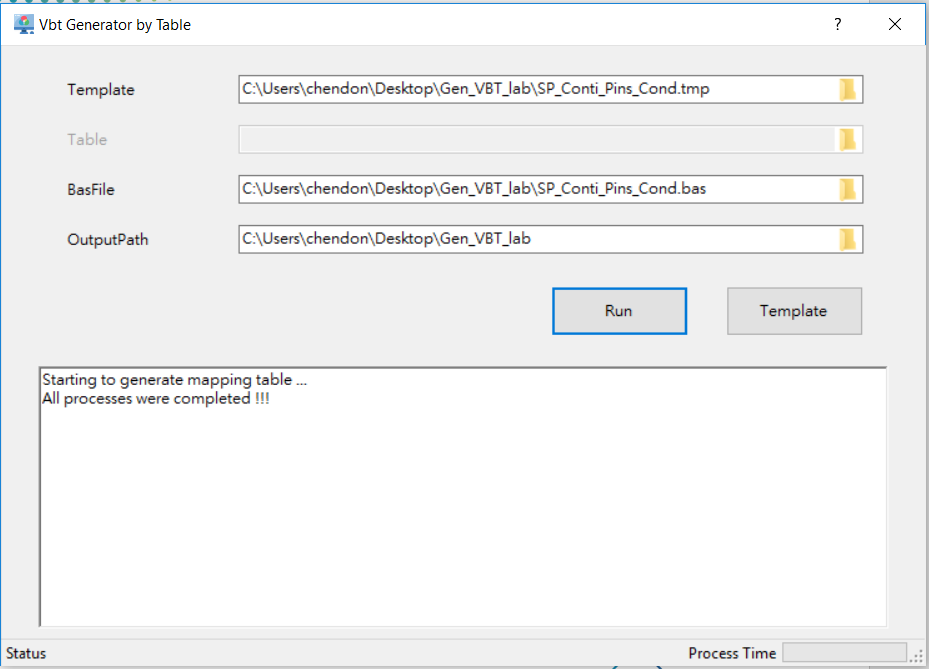 Vbt Generator by Table
?
Template C:\Users\chendon\Desktop\Gen_VBT_lab\SP_Conti_Pins_Cond.tmp
Table
BasFile C:\Users\chendon\Desktop\Gen_VBT_lab\SP_Conti_Pins_Cond.bas
OutputPath C:\Users\chendon\Desktop\Gen_VBT_lab
Run Template
Starting to generate mapping table ...
All processes were completed !!!
Status Process Time